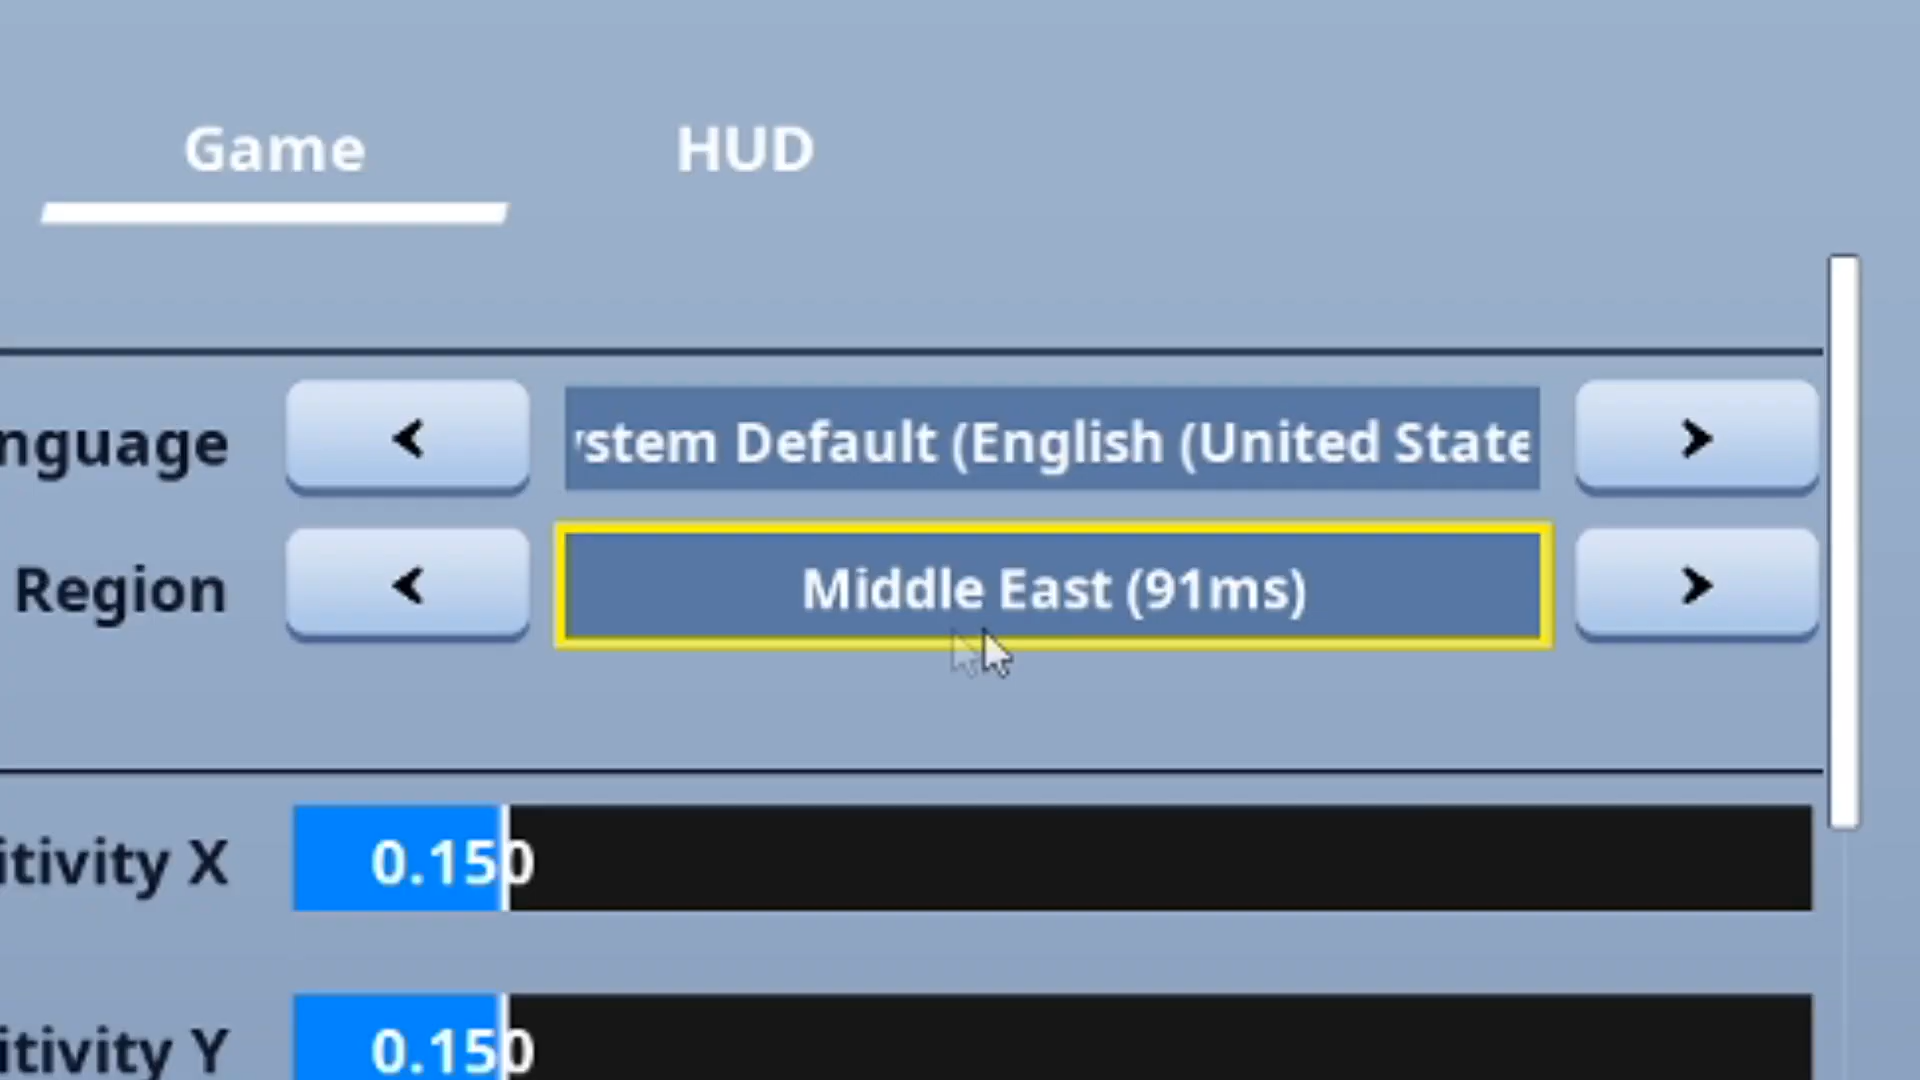 Game HUD
nguage < stem Default (English (United State >
Region < Middle East (91ms) >
itivity X 0.150
itivity Y 0.150